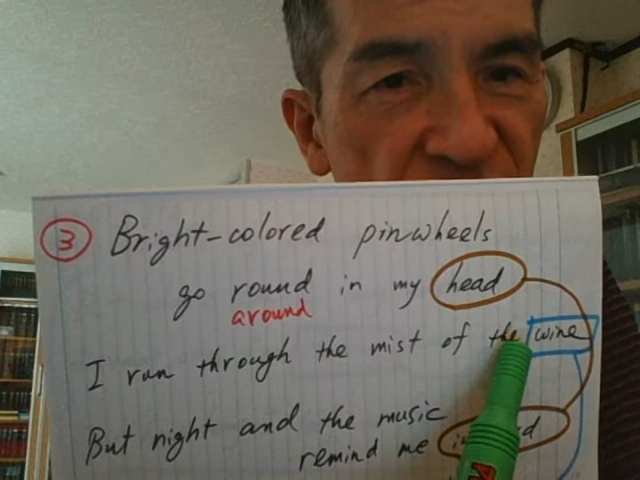 3 Bright-colored pinwheels
go round in my head
around
I run through the mist of the wine
But night and the music
remind me